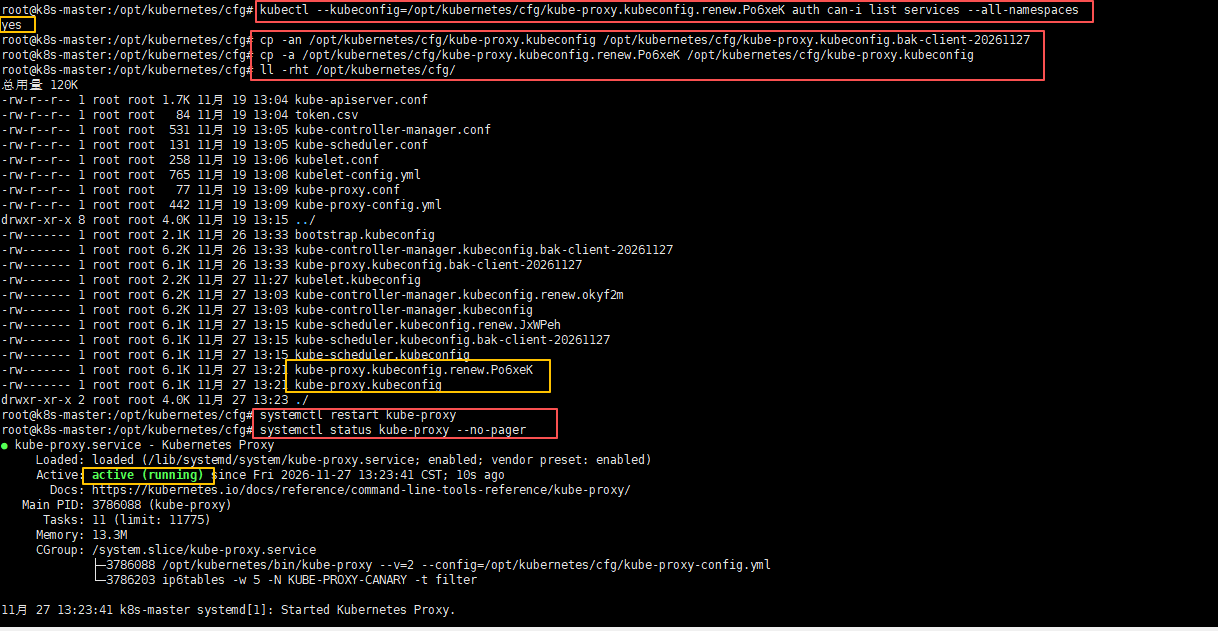 root@k8s-master:/opt/kubernetes/cfg# kubectl --kubeconfig=/opt/kubernetes/cfg/kube-proxy.kubeconfig.renew.Po6xeK auth can-i list services --all-namespaces
yes
root@k8s-master:/opt/kubernetes/cfg# cp -an /opt/kubernetes/cfg/kube-proxy.kubeconfig /opt/kubernetes/cfg/kube-proxy.kubeconfig.bak-client-20261127
root@k8s-master:/opt/kubernetes/cfg# cp -a /opt/kubernetes/cfg/kube-proxy.kubeconfig.renew.Po6xeK /opt/kubernetes/cfg/kube-proxy.kubeconfig
root@k8s-master:/opt/kubernetes/cfg# ll -rht /opt/kubernetes/cfg/
总用量 120K
-rw-r--r-- 1 root root 1.7K 11月 19 13:04 kube-apiserver.conf
-rw-r--r-- 1 root root   84 11月 19 13:04 token.csv
-rw-r--r-- 1 root root  531 11月 19 13:05 kube-controller-manager.conf
-rw-r--r-- 1 root root  131 11月 19 13:05 kube-scheduler.conf
-rw-r--r-- 1 root root  258 11月 19 13:06 kubelet.conf
-rw-r--r-- 1 root root  765 11月 19 13:08 kubelet-config.yml
-rw-r--r-- 1 root root   77 11月 19 13:09 kube-proxy.conf
-rw-r--r-- 1 root root  442 11月 19 13:09 kube-proxy-config.yml
drwxr-xr-x 8 root root 4.0K 11月 19 13:15 ../
-rw------- 1 root root 2.1K 11月 26 13:33 bootstrap.kubeconfig
-rw------- 1 root root 6.2K 11月 26 13:33 kube-controller-manager.kubeconfig.bak-client-20261127
-rw------- 1 root root 6.1K 11月 26 13:33 kube-proxy.kubeconfig.bak-client-20261127
-rw------- 1 root root 2.2K 11月 27 11:27 kubelet.kubeconfig
-rw------- 1 root root 6.2K 11月 27 13:03 kube-controller-manager.kubeconfig.renew.okyf2m
-rw------- 1 root root 6.2K 11月 27 13:03 kube-controller-manager.kubeconfig
-rw------- 1 root root 6.1K 11月 27 13:15 kube-scheduler.kubeconfig.renew.JxWPeh
-rw------- 1 root root 6.1K 11月 27 13:15 kube-scheduler.kubeconfig.bak-client-20261127
-rw------- 1 root root 6.1K 11月 27 13:15 kube-scheduler.kubeconfig
-rw------- 1 root root 6.1K 11月 27 13:21 kube-proxy.kubeconfig.renew.Po6xeK
-rw------- 1 root root 6.1K 11月 27 13:21 kube-proxy.kubeconfig
drwxr-xr-x 2 root root 4.0K 11月 27 13:23 ./
root@k8s-master:/opt/kubernetes/cfg# systemctl restart kube-proxy
root@k8s-master:/opt/kubernetes/cfg# systemctl status kube-proxy --no-pager
● kube-proxy.service - Kubernetes Proxy
     Loaded: loaded (/lib/systemd/system/kube-proxy.service; enabled; vendor preset: enabled)
     Active: active (running) since Fri 2026-11-27 13:23:41 CST; 10s ago
       Docs: https://kubernetes.io/docs/reference/command-line-tools-reference/kube-proxy/
   Main PID: 3786088 (kube-proxy)
      Tasks: 11 (limit: 11775)
     Memory: 13.3M
     CGroup: /system.slice/kube-proxy.service
             ├─3786088 /opt/kubernetes/bin/kube-proxy --v=2 --config=/opt/kubernetes/cfg/kube-proxy-config.yml
             └─3786203 ip6tables -w 5 -N KUBE-PROXY-CANARY -t filter
11月 27 13:23:41 k8s-master systemd[1]: Started Kubernetes Proxy.